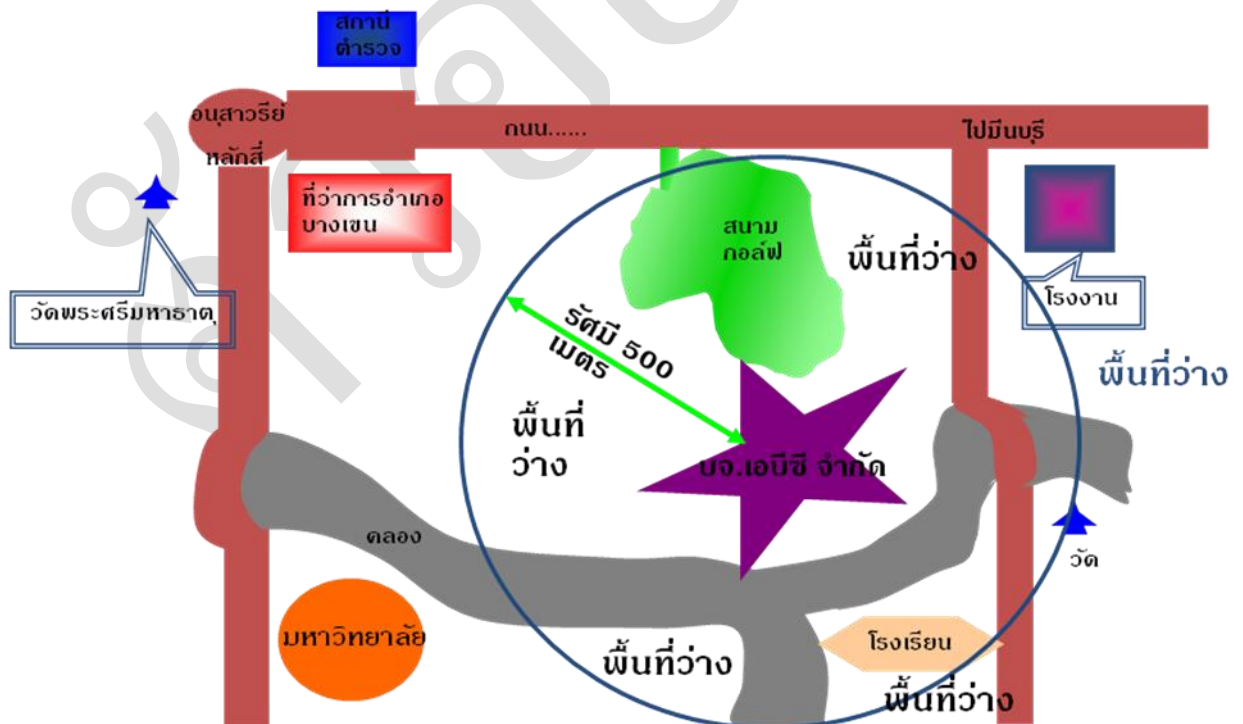 สถานี
ตำรวจ
อนุสาวรีย์
หลักสี่
ถนน......
ไปมีนบุรี
ที่ว่าการอำเภอ
บางเขน
สนาม
กอล์ฟ
พื้นที่ว่าง
โรงงาน
วัดพระศรีมหาธาตุ
รัศมี 500
เมตร
พื้นที่ว่าง
พื้นที่
ว่าง
บจ.เอบีซี จำกัด
คลอง
วัด
มหาวิทยาลัย
โรงเรียน
พื้นที่ว่าง
พื้นที่ว่าง